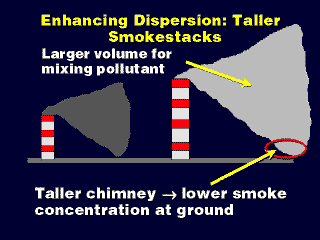 Enhancing Dispersion: Taller
Smokestacks
Larger volume for
mixing pollutant
Taller chimney → lower smoke
concentration at ground